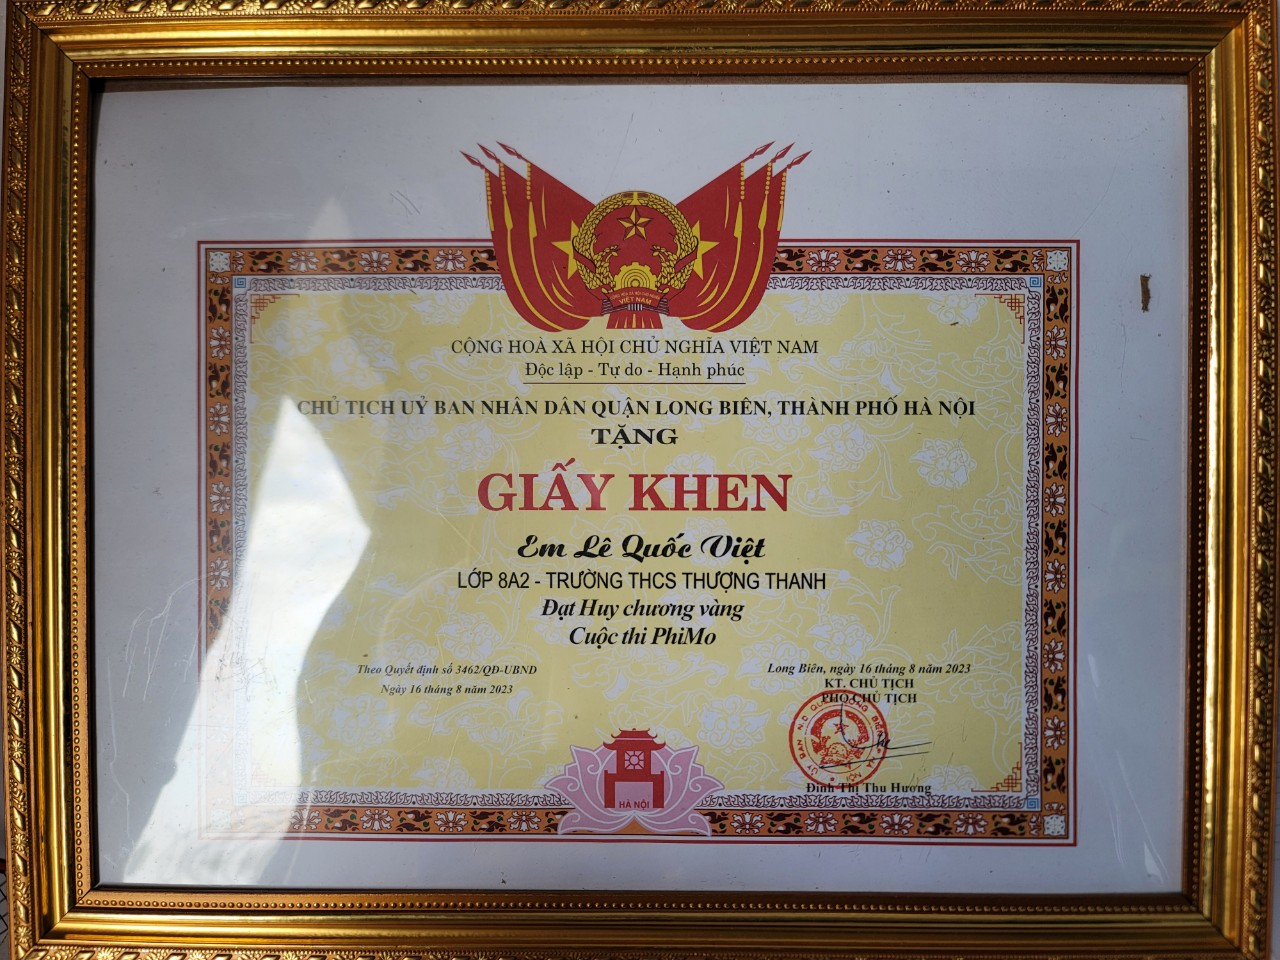 CỘNG HOÀ XÃ HỘI CHỦ NGHĨA VIỆT NAM
Độc lập - Tự do - Hạnh phúc
CHỦ TỊCH UỶ BAN NHÂN DÂN QUẬN LONG BIÊN, THÀNH PHỐ HÀ NỘI
TẶNG
GIẤY KHEN
Em Lê Quốc Việt
LỚP 8A2 - TRƯỜNG THCS THƯỢNG THANH
Đạt Huy chương vàng
Cuộc thi PhiMo
Theo Quyết định số 3462/QĐ-UBND
Ngày 16 tháng 8 năm 2023
Long Biên, ngày 16 tháng 8 năm 2023
KT. CHỦ TỊCH
PHÓ CHỦ TỊCH
Đinh Thị Thu Hương
HÀ NỘI
VIỆT NAM